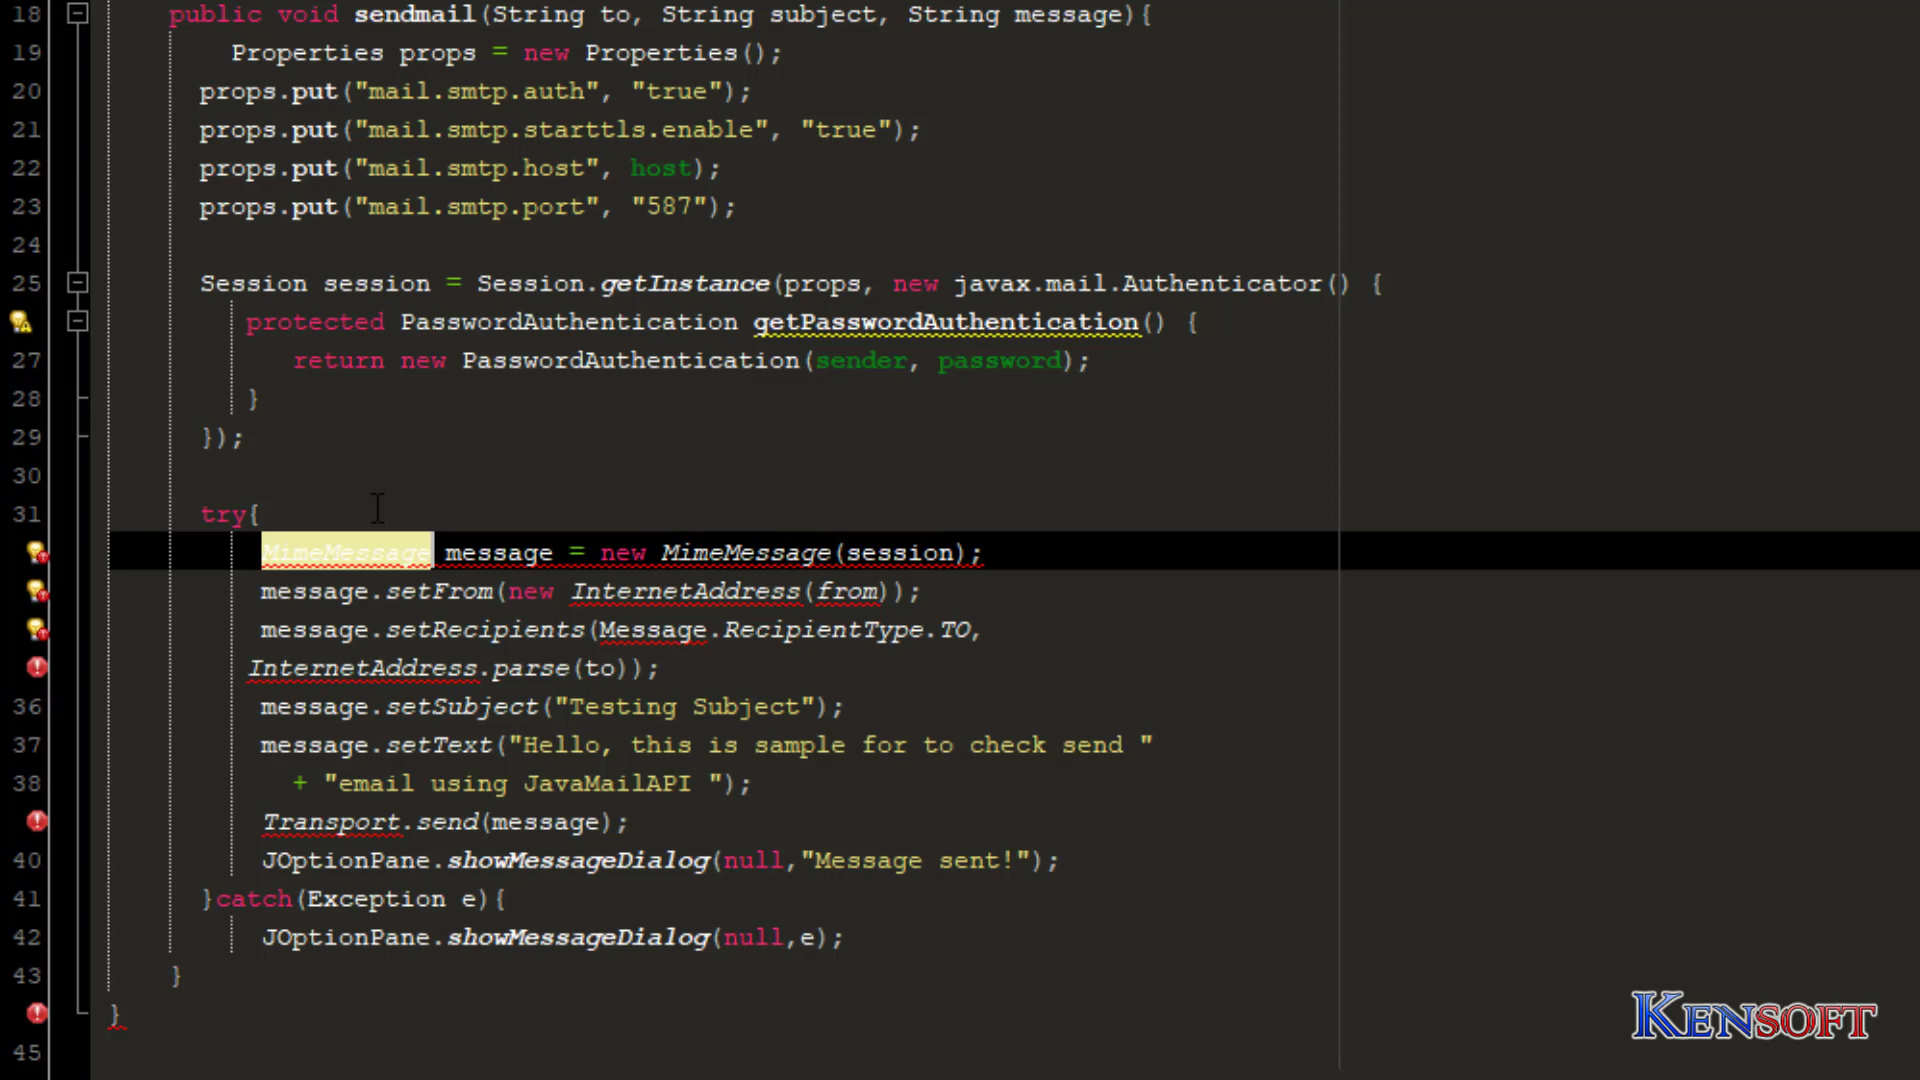 18 public void sendmail(String to, String subject, String message){
19 Properties props = new Properties();
20 props.put("mail.smtp.auth", "true");
21 props.put("mail.smtp.starttls.enable", "true");
22 props.put("mail.smtp.host", host);
23 props.put("mail.smtp.port", "587");
24
25 Session session = Session.getInstance(props, new javax.mail.Authenticator() {
protected PasswordAuthentication getPasswordAuthentication() {
27 return new PasswordAuthentication(sender, password);
28 }
29 });
30
31 try{
MimeMessage message = new MimeMessage(session);
message.setFrom(new InternetAddress(from));
message.setRecipients(Message.RecipientType.TO,
InternetAddress.parse(to));
36 message.setSubject("Testing Subject");
37 message.setText("Hello, this is sample for to check send "
38 + "email using JavaMailAPI ");
Transport.send(message);
40 JOptionPane.showMessageDialog(null,"Message sent!");
41 }catch(Exception e){
42 JOptionPane.showMessageDialog(null,e);
43 }
}
45
KENSOFT